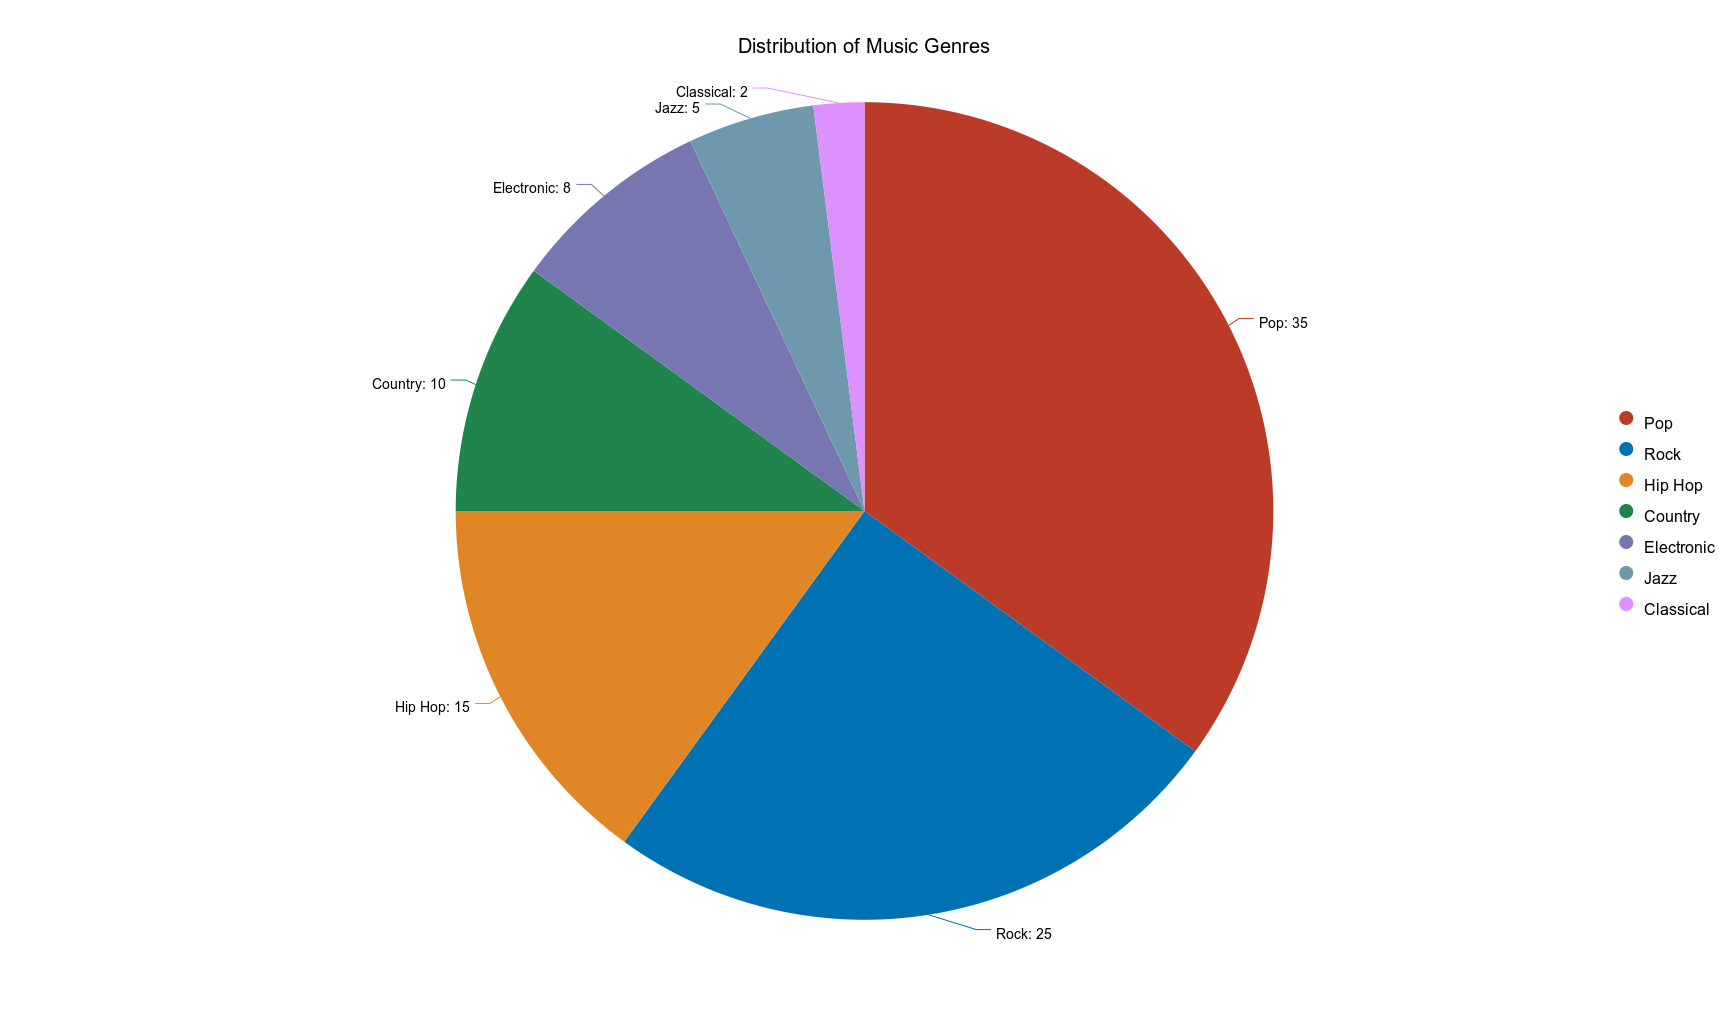 Distribution of Music Genres
Classical: 2
Jazz: 5
Electronic: 8
Pop: 35
Country: 10
Hip Hop: 15
Rock: 25
Pop
Rock
Hip Hop
Country
Electronic
Jazz
Classical